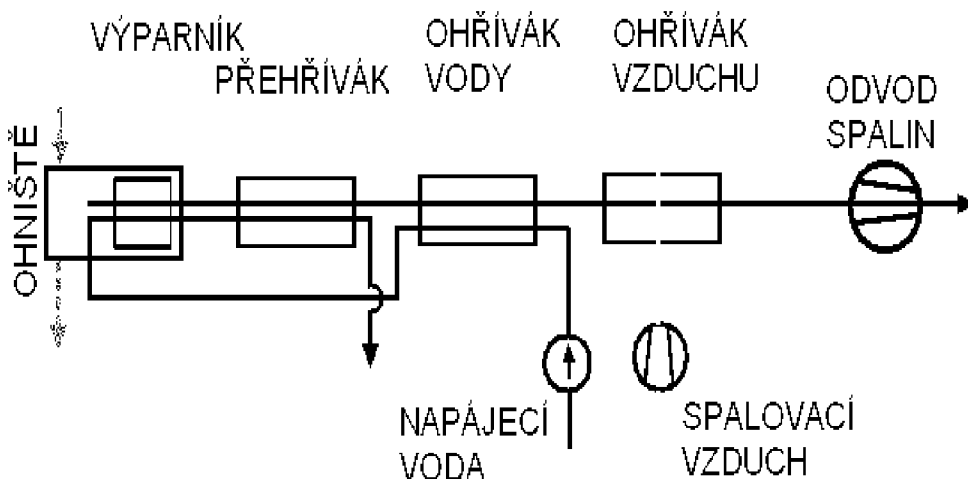 VÝPARNÍK
PŘEHŘÍVÁK
OHŘÍVÁK
VODY
OHŘÍVÁK
VZDUCHU
ODVOD
SPALIN
OHNIŠTĚ
NAPÁJECÍ
VODA
SPALOVACÍ
VZDUCH